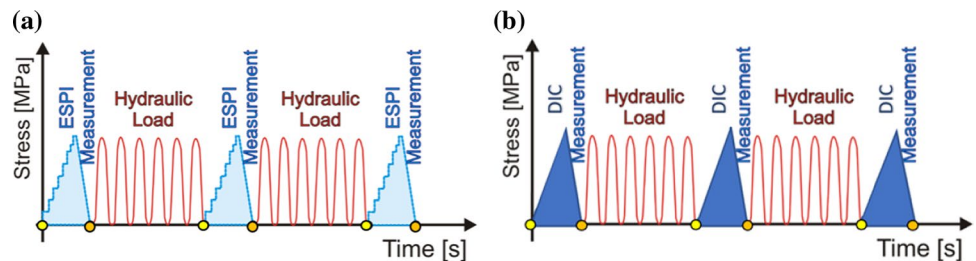 (a)
Stress [MPa]
ESPI
Measurement
Hydraulic
Load
ESPI
Measurement
Hydraulic
Load
ESPI
Measurement
Time [s]
(b)
Stress [MPa]
DIC
Measurement
Hydraulic
Load
DIC
Measurement
Hydraulic
Load
DIC
Measurement
Time [s]